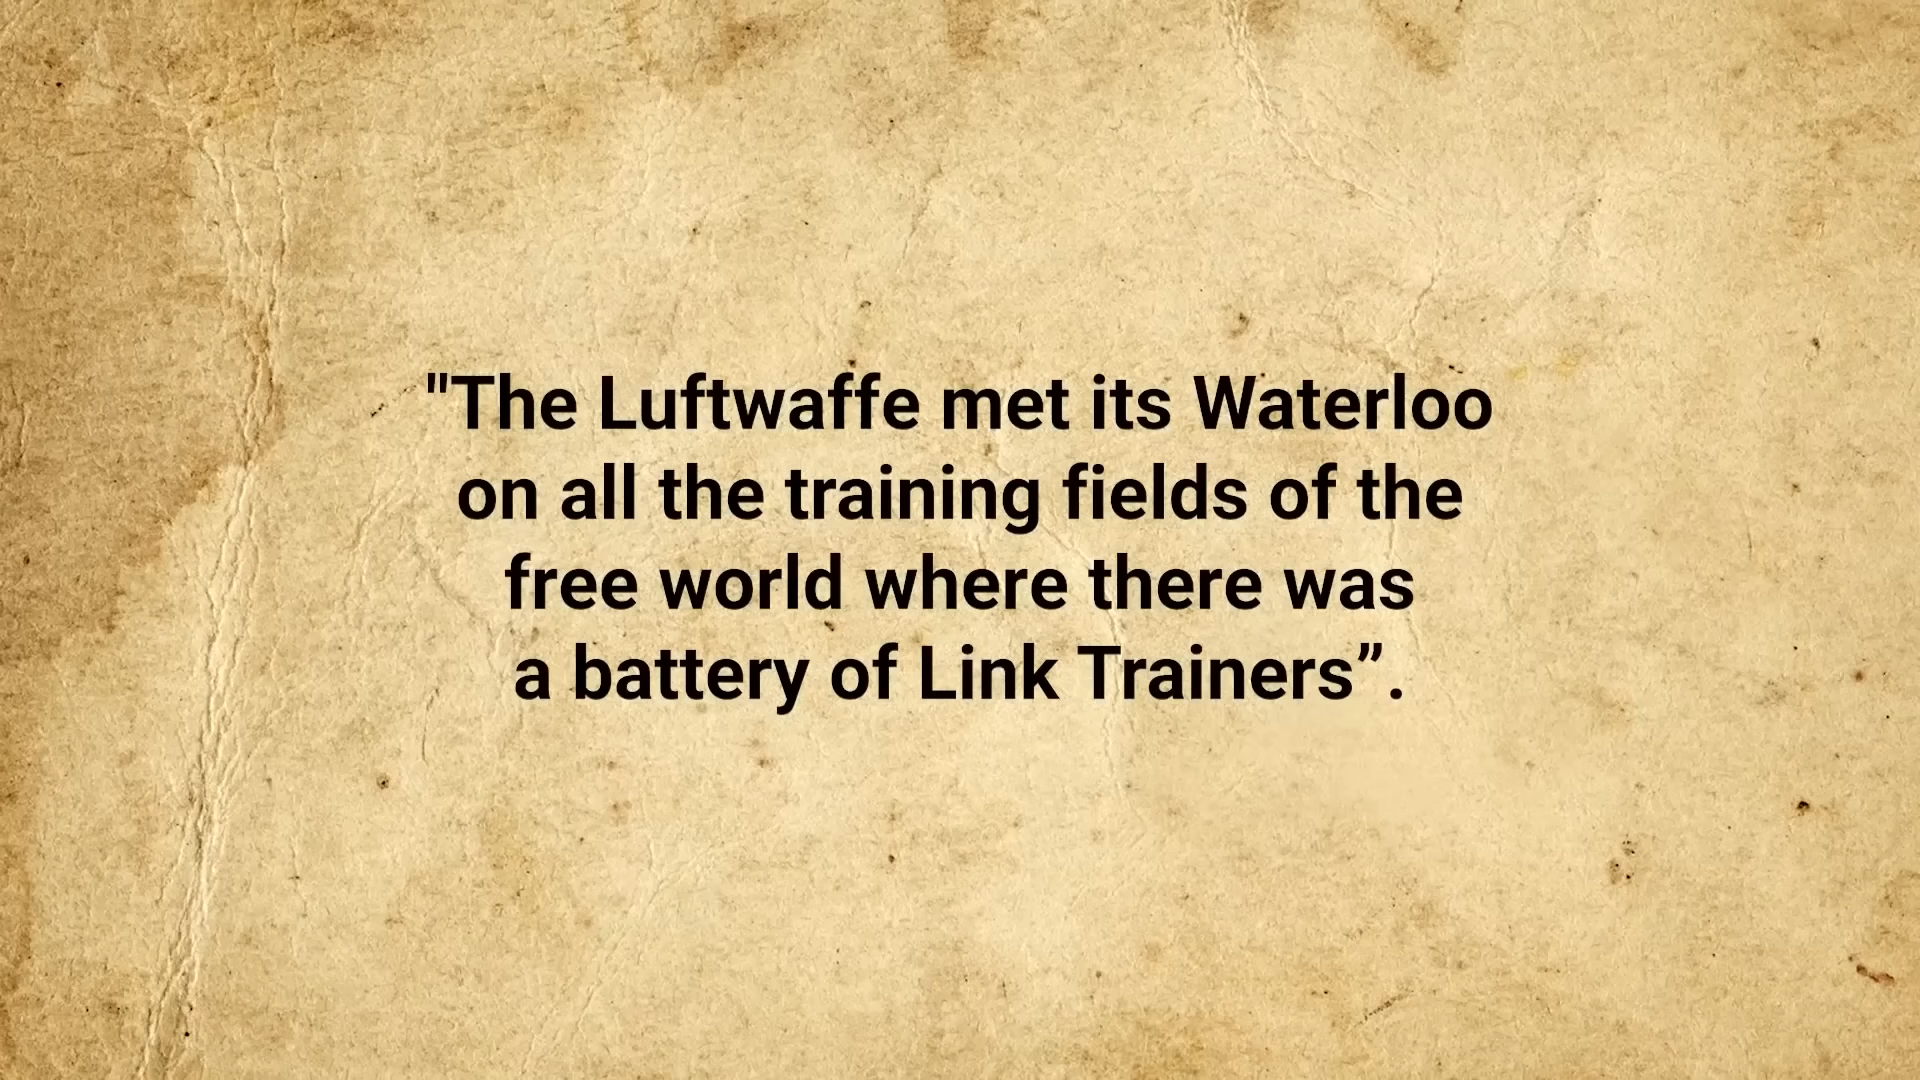 "The Luftwaffe met its Waterloo
on all the training fields of the
free world where there was
a battery of Link Trainers”.